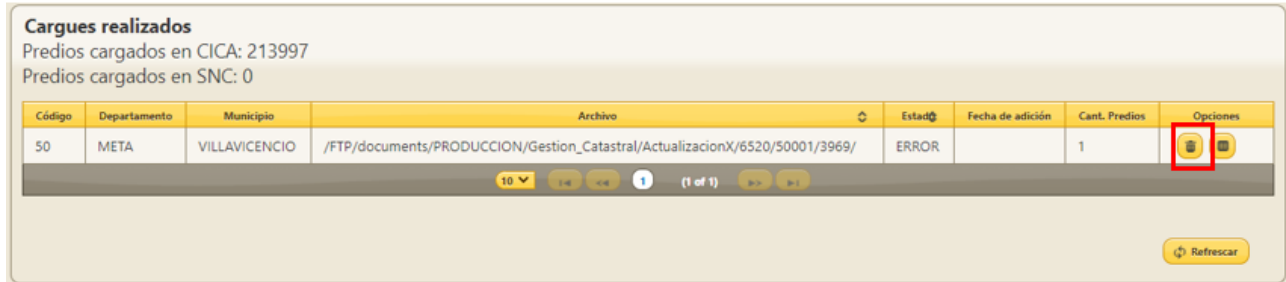 Cargues realizados
Predios cargados en CICA: 213997
Predios cargados en SNC: 0
Código Departamento Municipio Archivo Estado Fecha de adición Cant. Predios Opciones
50 META VILLAVICENCIO /FTP/documents/PRODUCCION/Gestion_Catastral/ActualizacionX/6520/50001/3969/ ERROR 1
10 1 (1 of 1)
Refrescar